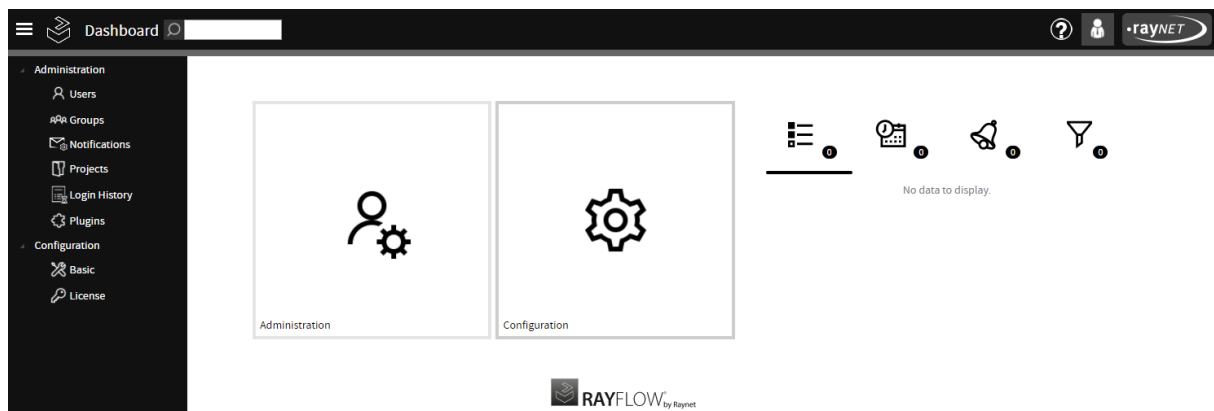 Dashboard
raynet
Administration
Users
Groups
Notifications
Projects
Login History
Plugins
Configuration
Basic
License
Administration
Configuration
0
0
0
0
No data to display.
RAYFLOW by Raynet